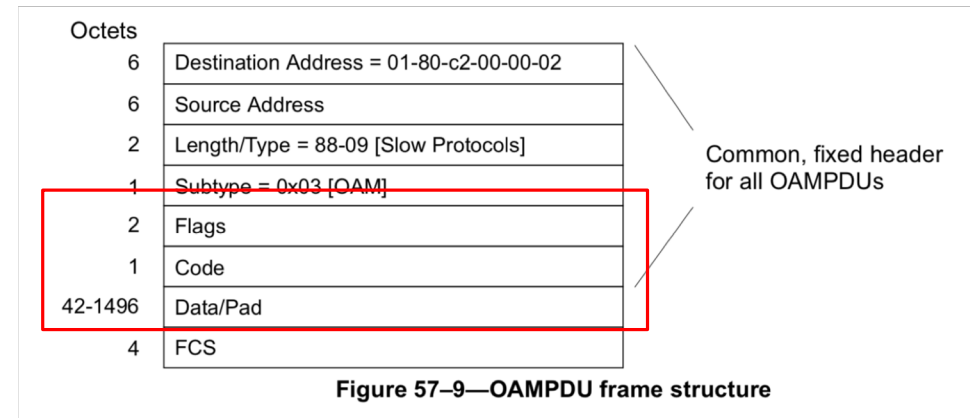 Octets
6 Destination Address = 01-80-c2-00-00-02
6 Source Address
2 Length/Type = 88-09 [Slow Protocols]
1 Subtype = 0x03 [OAM]
2 Flags
1 Code
42-1496 Data/Pad
4 FCS
Common, fixed header
for all OAMPDUs
Figure 57–9—OAMPDU frame structure